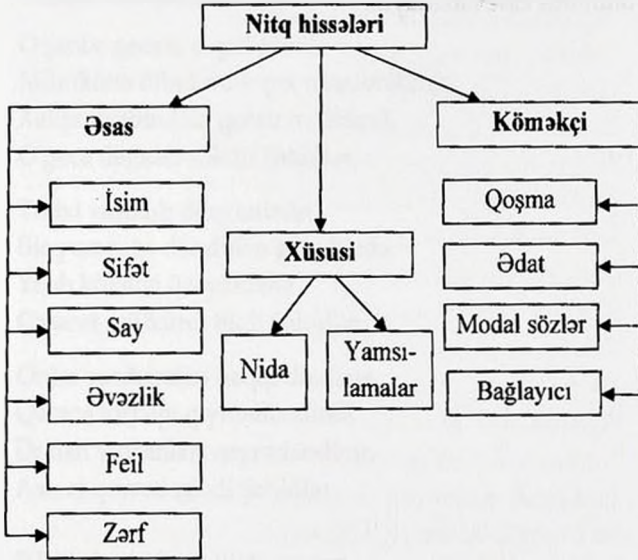 Nitq hissələri
Əsas
Köməkçi
Xüsusi
İsim
Sifət
Say
Əvəzlik
Feil
Zərf
Nida
Yamsı-
lamalar
Qoşma
Ədat
Modal sözlər
Bağlayıcı